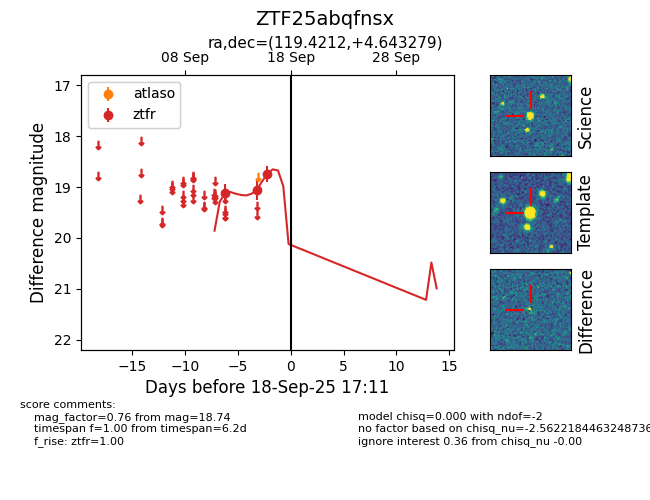 ZTF25abqfnsx
ra,dec=(119.4212,+4.643279)
08 Sep
18 Sep
28 Sep
atlaso
ztfr
17
18
19
20
21
22
Difference magnitude
−15
−10
−5
0
5
10
15
Days before 18-Sep-25 17:11
Science
Template
Difference
score comments:
mag_factor=0.76 from mag=18.74
timespan f=1.00 from timespan=6.2d
f_rise: ztfr=1.00
model chisq=0.000 with ndof=-2
no factor based on chisq_nu=-2.5622184463248736
ignore interest 0.36 from chisq_nu -0.00